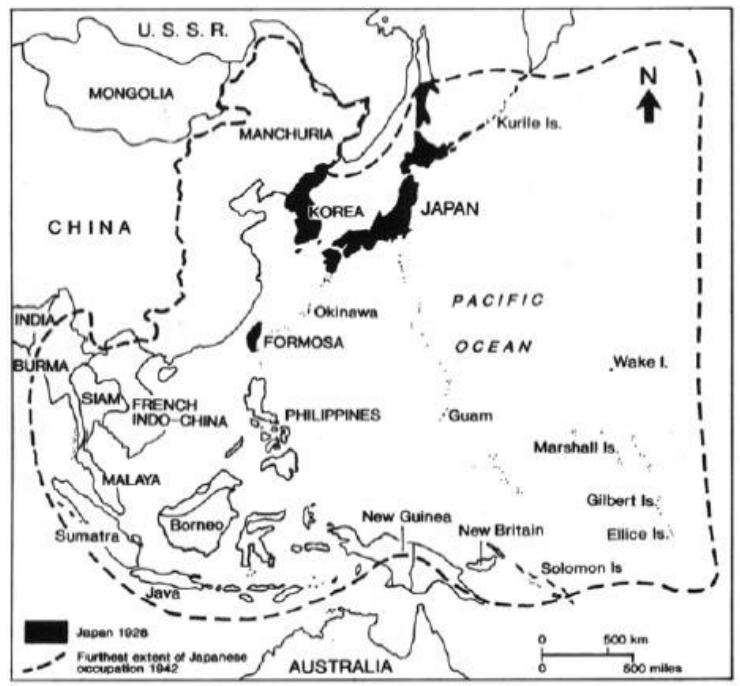 U. S. S. R.
MONGOLIA
MANCHURIA
N
Kurile Is.
KOREA
JAPAN
CHINA
PACIFIC
OCEAN
Okinawa
FORMOSA
INDIA
BURMA
SIAM
FRENCH
INDO-CHINA
PHILIPPINES
Guam
Wake I.
MALAYA
Marshall Is.
Gilbert Is.
Ellice Is.
Sumatra
Borneo
New Guinea
New Britain
Solomon Is
Java
AUSTRALIA
Japan 1928
Furthest extent of Japanese
occupation 1942
0 500 km
0 500 miles